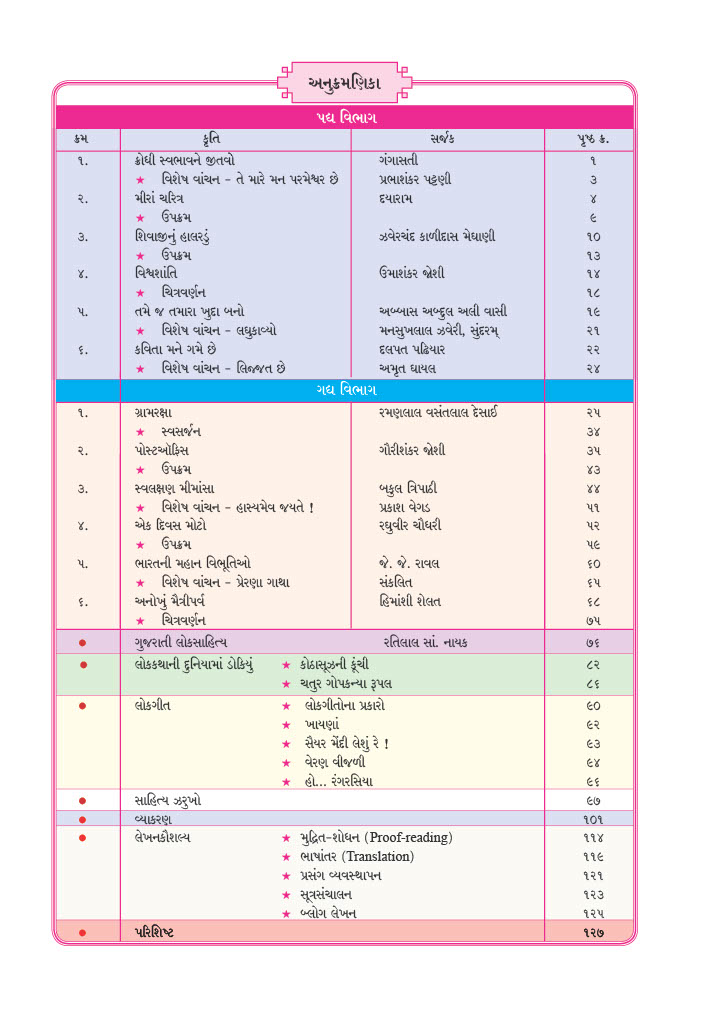 અનુક્રમણિકા
પદ્ય વિભાગ
ક્રમ કૃતિ સર્જક પૃષ્ઠ ક્ર.
૧. ક્રોધી સ્વભાવને જીતવો ગંગાસતી ૧
★ વિશેષ વાંચન - તે મારે મન પરમેશ્વર છે પ્રભાશંકર પટ્ટણી ૩
૨. મીરાં ચરિત્ર દયારામ ૪
★ ઉપક્રમ ૯
૩. શિવાજીનું હાલરડું ઝવેરચંદ કાળીદાસ મેઘાણી ૧૦
★ ઉપક્રમ ૧૩
૪. વિશ્વશાંતિ ઉમાશંકર જોશી ૧૪
★ ચિત્રવર્ણન ૧૮
૫. તમે જ તમારા ખુદા બનો અબ્બાસ અબ્દુલ અલી વાસી ૧૯
★ વિશેષ વાંચન - લઘુકાવ્યો મનસુખલાલ ઝવેરી, સુંદરમ્ ૨૧
૬. કવિતા મને ગમે છે દલપત પઢિયાર ૨૨
★ વિશેષ વાંચન - લિજ્જત છે અમૃત ઘાયલ ૨૪
ગદ્ય વિભાગ
૧. ગ્રામરક્ષા રમણલાલ વસંતલાલ દેસાઈ ૨૫
★ સ્વસર્જન ૩૪
૨. પોસ્ટઑફિસ ગૌરીશંકર જોશી ૩૫
★ ઉપક્રમ ૪૩
૩. સ્વલક્ષણ મીમાંસા બકુલ ત્રિપાઠી ૪૪
★ વિશેષ વાંચન - હાસ્યમેવ જયતે ! પ્રકાશ વેગડ ૫૧
૪. એક દિવસ મોટો રઘુવીર ચૌધરી ૫૨
★ ઉપક્રમ ૫૯
૫. ભારતની મહાન વિભૂતિઓ જે. જે. રાવલ ૬૦
★ વિશેષ વાંચન - પ્રેરણા ગાથા સંકલિત ૬૫
૬. અનોખું મૈત્રીપર્વ હિમાંશી શેલત ૬૮
★ ચિત્રવર્ણન ૭૫
● ગુજરાતી લોકસાહિત્ય રતિલાલ સાં. નાયક ૭૬
● લોકકથાની દુનિયામાં ડોકિયું ★ કોઠાસૂઝની કૂંચી ૮૨
★ ચતુર ગોપકન્યા રૂપલ ૮૬
● લોકગીત ★ લોકગીતોના પ્રકારો ૯૦
★ ખાયણાં ૯૨
★ સૈયર મેંદી લેશું રે ! ૯૩
★ વેરણ વીજળી ૯૪
★ હો... રંગરસિયા ૯૬
● સાહિત્ય ઝરુખો ૯૭
● વ્યાકરણ ૧૦૧
● લેખનકૌશલ્ય ★ મુદ્રિત-શોધન (Proof-reading) ૧૧૪
★ ભાષાંતર (Translation) ૧૧૯
★ પ્રસંગ વ્યવસ્થાપન ૧૨૧
★ સૂત્રસંચાલન ૧૨૩
★ બ્લોગ લેખન ૧૨૫
● પરિશિષ્ટ ૧૨૭